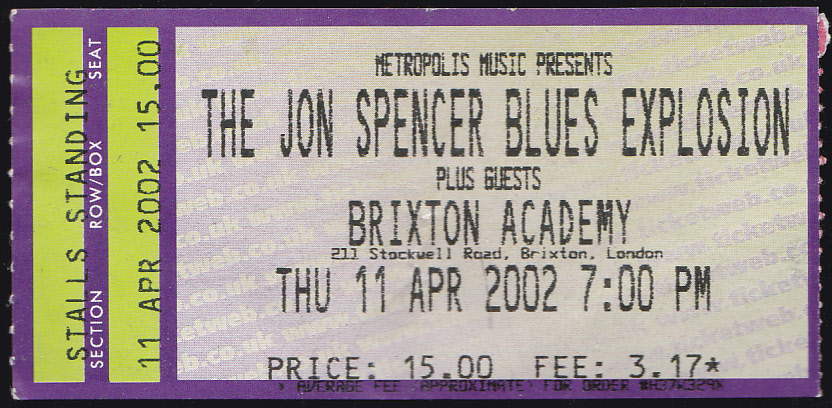 STALLS STANDING
SECTION ROW/BOX SEAT
11 APR 2002 15.00
METROPOLIS MUSIC PRESENTS
THE JON SPENCER BLUES EXPLOSION
PLUS GUESTS
BRIXTON ACADEMY
211 Stockwell Road, Brixton, London
THU 11 APR 2002 7:00 PM
PRICE: 15.00 FEE: 3.17*
* AVERAGE FEE (APPROXIMATE) FOR ORDER